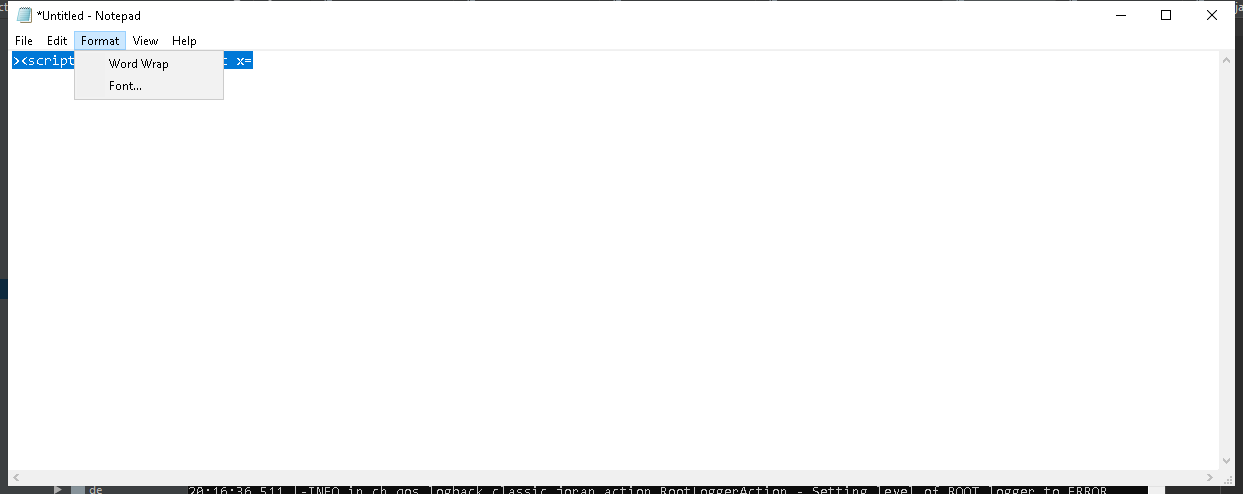 *Untitled - Notepad
File Edit Format View Help
><script x=
Word Wrap
Font...
de
20:16:36,511 |-INFO in ch.qos.logback.classic.joran.action.RootLoggerAction - Setting level of ROOT logger to ERROR